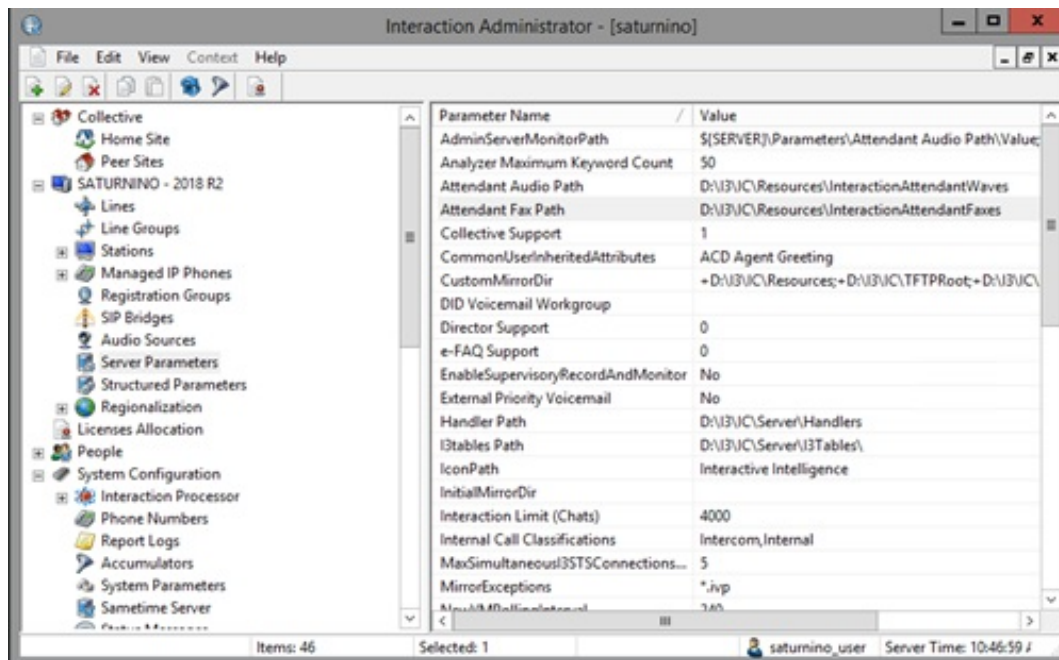 Interaction Administrator - [saturnino]
File Edit View Context Help
Collective
Home Site
Peer Sites
SATURNINO - 2018 R2
Lines
Line Groups
Stations
Managed IP Phones
Registration Groups
SIP Bridges
Audio Sources
Server Parameters
Structured Parameters
Regionalization
Licenses Allocation
People
System Configuration
Interaction Processor
Phone Numbers
Report Logs
Accumulators
System Parameters
Sametime Server
Parameter Name / Value
AdminServerMonitorPath $[SERVER]\Parameters\Attendant Audio Path\Value;
Analyzer Maximum Keyword Count 50
Attendant Audio Path D:\I3\IC\Resources\InteractionAttendantWaves
Attendant Fax Path D:\I3\IC\Resources\InteractionAttendantFaxes
Collective Support 1
CommonUserInheritedAttributes ACD Agent Greeting
CustomMirrorDir +D:\I3\IC\Resources;+D:\I3\IC\TFTPRoot;+D:\I3\IC\
DID Voicemail Workgroup
Director Support 0
e-FAQ Support 0
EnableSupervisoryRecordAndMonitor No
External Priority Voicemail No
Handler Path D:\I3\IC\Server\Handlers
I3tables Path D:\I3\IC\Server\I3Tables\
IconPath Interactive Intelligence
InitialMirrorDir
Interaction Limit (Chats) 4000
Internal Call Classifications Intercom,Internal
MaxSimultaneousI3STSConnections... 5
MirrorExceptions *.ivp
Items: 46 Selected: 1 saturnino_user Server Time: 10:46:59